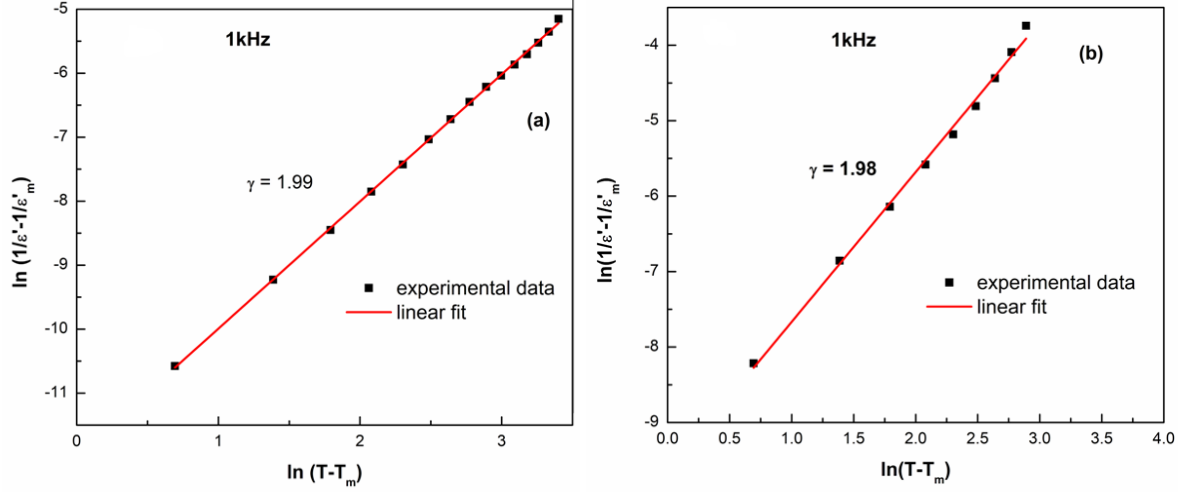 1kHz
(a)
γ = 1.99
experimental data
linear fit
ln (1/ε'-1/ε'm)
-5
-6
-7
-8
-9
-10
-11
0
1
2
3
ln (T-Tm)
1kHz
(b)
γ = 1.98
experimental data
linear fit
ln(1/ε'-1/ε'm)
-4
-5
-6
-7
-8
-9
0.0
0.5
1.0
1.5
2.0
2.5
3.0
3.5
4.0
ln(T-Tm)